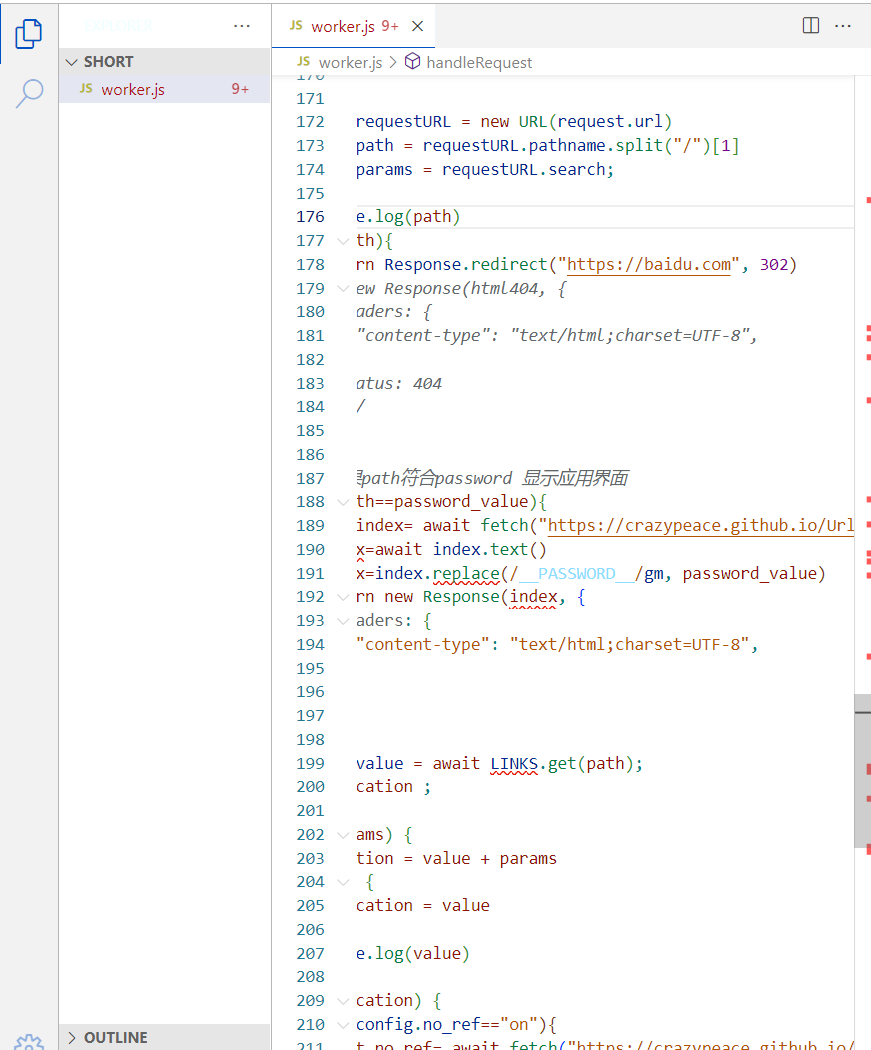 EXPLORER
SHORT
JS worker.js 9+
OUTLINE
JS worker.js 9+
JS worker.js > handleRequest
170
171
172 requestURL = new URL(request.url)
173 path = requestURL.pathname.split("/")[1]
174 params = requestURL.search;
175
176 e.log(path)
177 th){
178 rn Response.redirect("https://baidu.com", 302)
179 ew Response(html404, {
180 aders: {
181 "content-type": "text/html;charset=UTF-8",
182
183 atus: 404
184 /
185
186
187 path符合password 显示应用界面
188 th==password_value){
189 index= await fetch("https://crazypeace.github.io/Url
190 x=await index.text()
191 x=index.replace(/__PASSWORD__/gm, password_value)
192 rn new Response(index, {
193 aders: {
194 "content-type": "text/html;charset=UTF-8",
195
196
197
198
199 value = await LINKS.get(path);
200 cation ;
201
202 ams) {
203 tion = value + params
204 {
205 cation = value
206
207 e.log(value)
208
209 cation) {
210 config.no_ref=="on"){
211 t no_ref= await fetch("https://crazypeace.github.io/